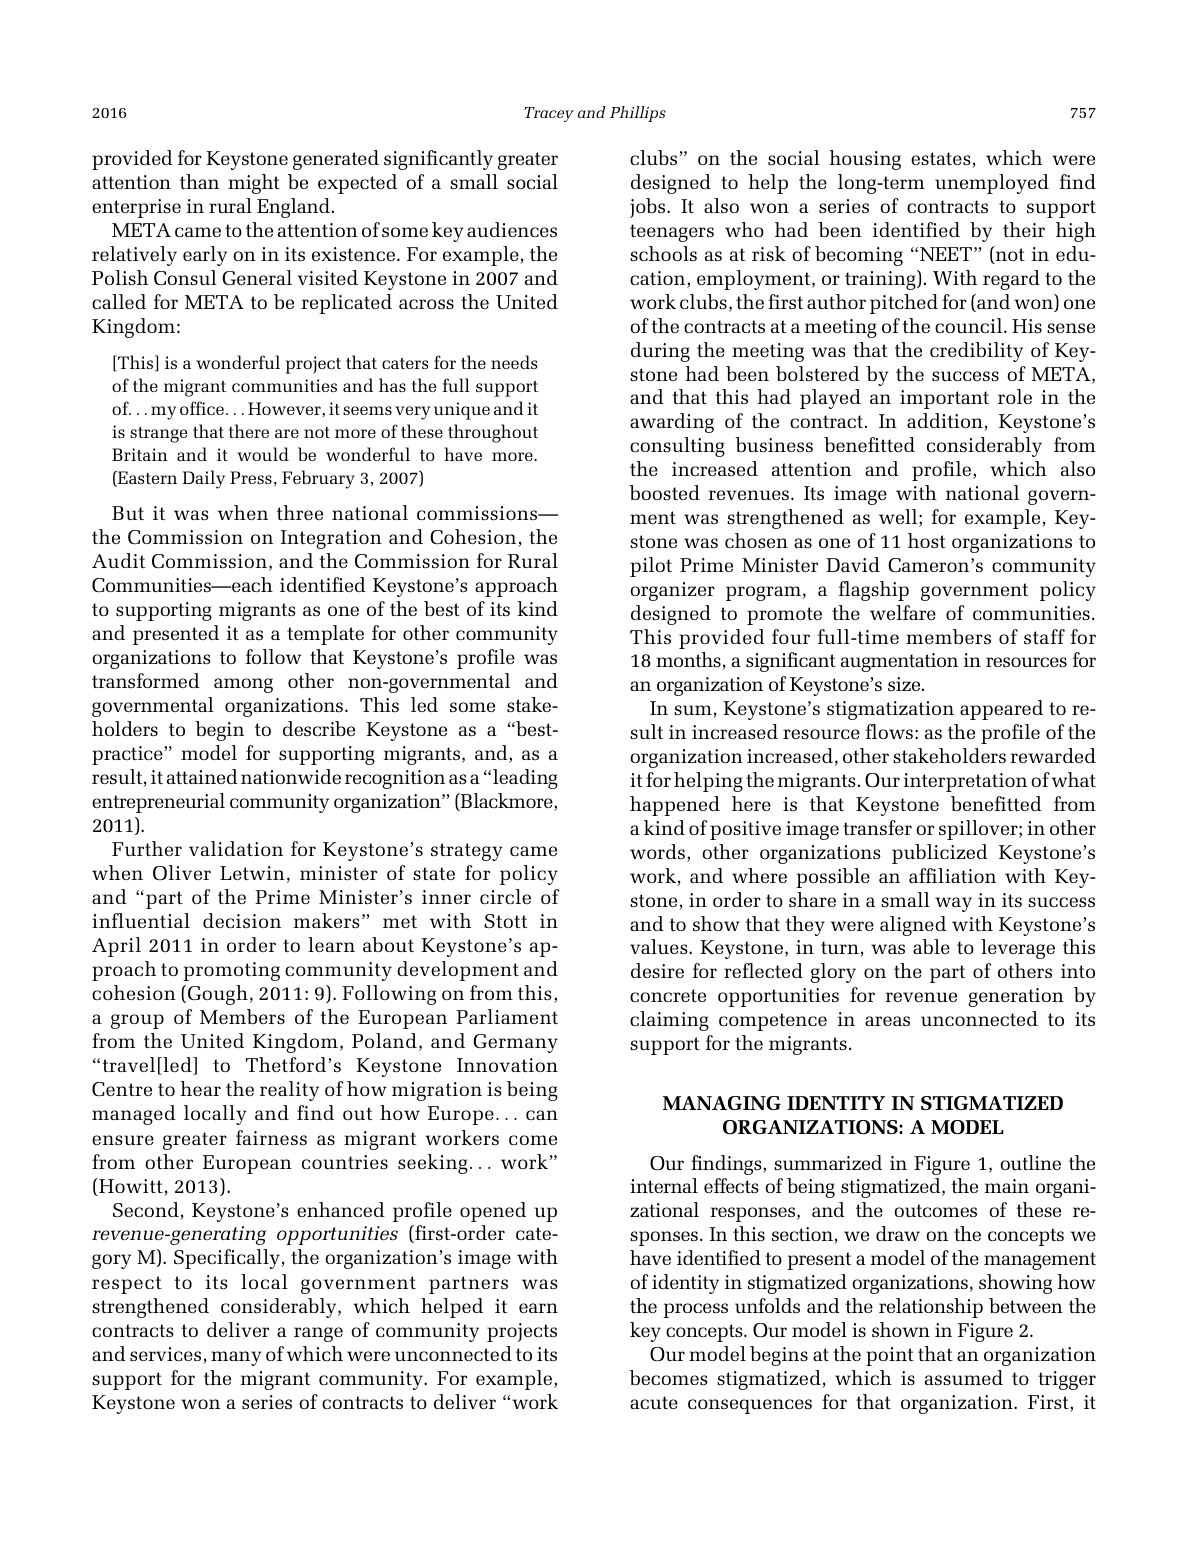 2016
Tracey and Phillips
757
provided for Keystone generated significantly greater
attention than might be expected of a small social
enterprise in rural England.
META came to the attention of some key audiences
relatively early on in its existence. For example, the
Polish Consul General visited Keystone in 2007 and
called for META to be replicated across the United
Kingdom:
[This] is a wonderful project that caters for the needs
of the migrant communities and has the full support
of. . . my office. . . However, it seems very unique and it
is strange that there are not more of these throughout
Britain and it would be wonderful to have more.
(Eastern Daily Press, February 3, 2007)
But it was when three national commissions—
the Commission on Integration and Cohesion, the
Audit Commission, and the Commission for Rural
Communities—each identified Keystone’s approach
to supporting migrants as one of the best of its kind
and presented it as a template for other community
organizations to follow that Keystone’s profile was
transformed among other non-governmental and
governmental organizations. This led some stake-
holders to begin to describe Keystone as a “best-
practice” model for supporting migrants, and, as a
result, it attained nationwide recognition as a “leading
entrepreneurial community organization” (Blackmore,
2011).
Further validation for Keystone’s strategy came
when Oliver Letwin, minister of state for policy
and “part of the Prime Minister’s inner circle of
influential decision makers” met with Stott in
April 2011 in order to learn about Keystone’s ap-
proach to promoting community development and
cohesion (Gough, 2011: 9). Following on from this,
a group of Members of the European Parliament
from the United Kingdom, Poland, and Germany
“travel[led] to Thetford’s Keystone Innovation
Centre to hear the reality of how migration is being
managed locally and find out how Europe. . . can
ensure greater fairness as migrant workers come
from other European countries seeking. . . work”
(Howitt, 2013).
Second, Keystone’s enhanced profile opened up
revenue-generating opportunities (first-order cate-
gory M). Specifically, the organization’s image with
respect to its local government partners was
strengthened considerably, which helped it earn
contracts to deliver a range of community projects
and services, many of which were unconnected to its
support for the migrant community. For example,
Keystone won a series of contracts to deliver “work
clubs” on the social housing estates, which were
designed to help the long-term unemployed find
jobs. It also won a series of contracts to support
teenagers who had been identified by their high
schools as at risk of becoming “NEET” (not in edu-
cation, employment, or training). With regard to the
work clubs, the first author pitched for (and won) one
of the contracts at a meeting of the council. His sense
during the meeting was that the credibility of Key-
stone had been bolstered by the success of META,
and that this had played an important role in the
awarding of the contract. In addition, Keystone’s
consulting business benefitted considerably from
the increased attention and profile, which also
boosted revenues. Its image with national govern-
ment was strengthened as well; for example, Key-
stone was chosen as one of 11 host organizations to
pilot Prime Minister David Cameron’s community
organizer program, a flagship government policy
designed to promote the welfare of communities.
This provided four full-time members of staff for
18 months, a significant augmentation in resources for
an organization of Keystone’s size.
In sum, Keystone’s stigmatization appeared to re-
sult in increased resource flows: as the profile of the
organization increased, other stakeholders rewarded
it for helping the migrants. Our interpretation of what
happened here is that Keystone benefitted from
a kind of positive image transfer or spillover; in other
words, other organizations publicized Keystone’s
work, and where possible an affiliation with Key-
stone, in order to share in a small way in its success
and to show that they were aligned with Keystone’s
values. Keystone, in turn, was able to leverage this
desire for reflected glory on the part of others into
concrete opportunities for revenue generation by
claiming competence in areas unconnected to its
support for the migrants.
MANAGING IDENTITY IN STIGMATIZED
ORGANIZATIONS: A MODEL
Our findings, summarized in Figure 1, outline the
internal effects of being stigmatized, the main organi-
zational responses, and the outcomes of these re-
sponses. In this section, we draw on the concepts we
have identified to present a model of the management
of identity in stigmatized organizations, showing how
the process unfolds and the relationship between the
key concepts. Our model is shown in Figure 2.
Our model begins at the point that an organization
becomes stigmatized, which is assumed to trigger
acute consequences for that organization. First, it